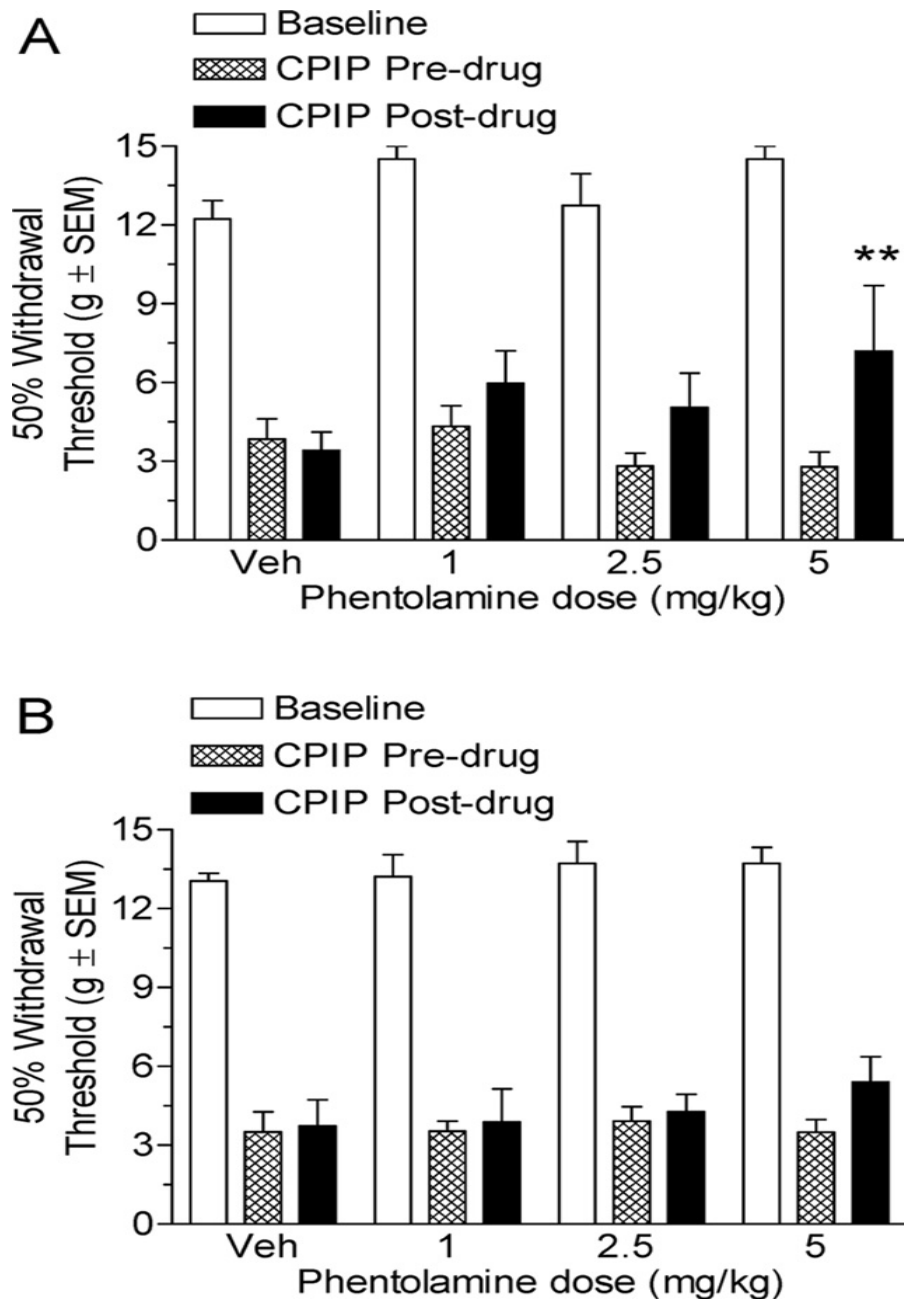 A
Baseline
CPIP Pre-drug
CPIP Post-drug
50% Withdrawal
Threshold (g ± SEM)
15
12
9
6
3
0
**
Veh 1 2.5 5
Phentolamine dose (mg/kg)
B
Baseline
CPIP Pre-drug
CPIP Post-drug
50% Withdrawal
Threshold (g ± SEM)
15
12
9
6
3
0
Veh 1 2.5 5
Phentolamine dose (mg/kg)